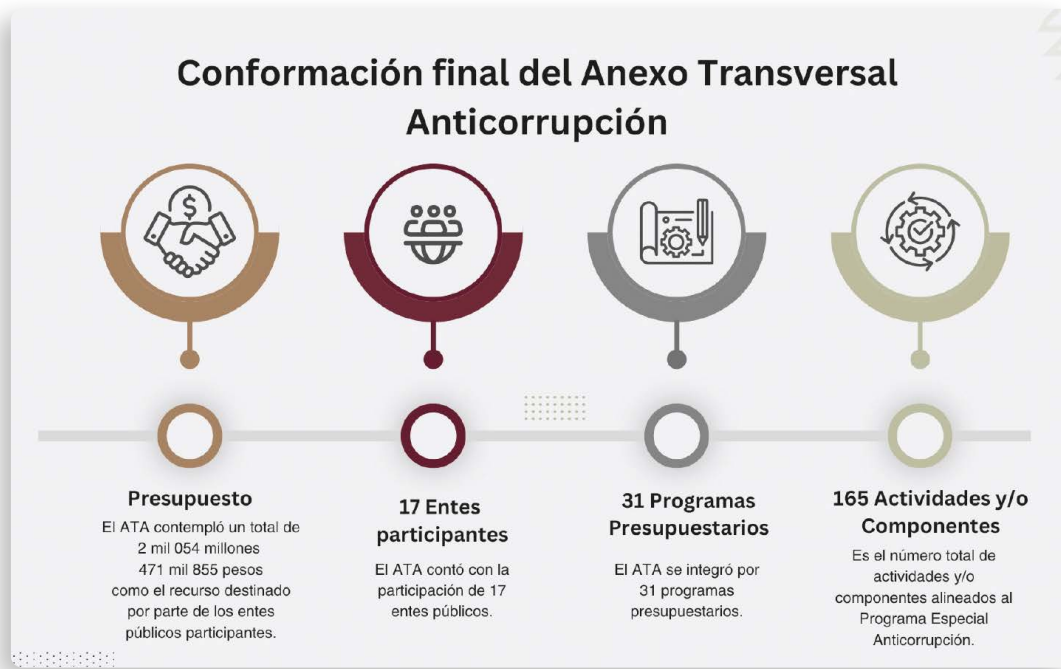 Conformación final del Anexo Transversal
Anticorrupción
$
Presupuesto
El ATA contempló un total de
2 mil 054 millones
471 mil 855 pesos
como el recurso destinado
por parte de los entes
públicos participantes.
17 Entes
participantes
El ATA contó con la
participación de 17
entes públicos.
31 Programas
Presupuestarios
El ATA se integró por
31 programas
presupuestarios.
165 Actividades y/o
Componentes
Es el número total de
actividades y/o
componentes alineados al
Programa Especial
Anticorrupción.